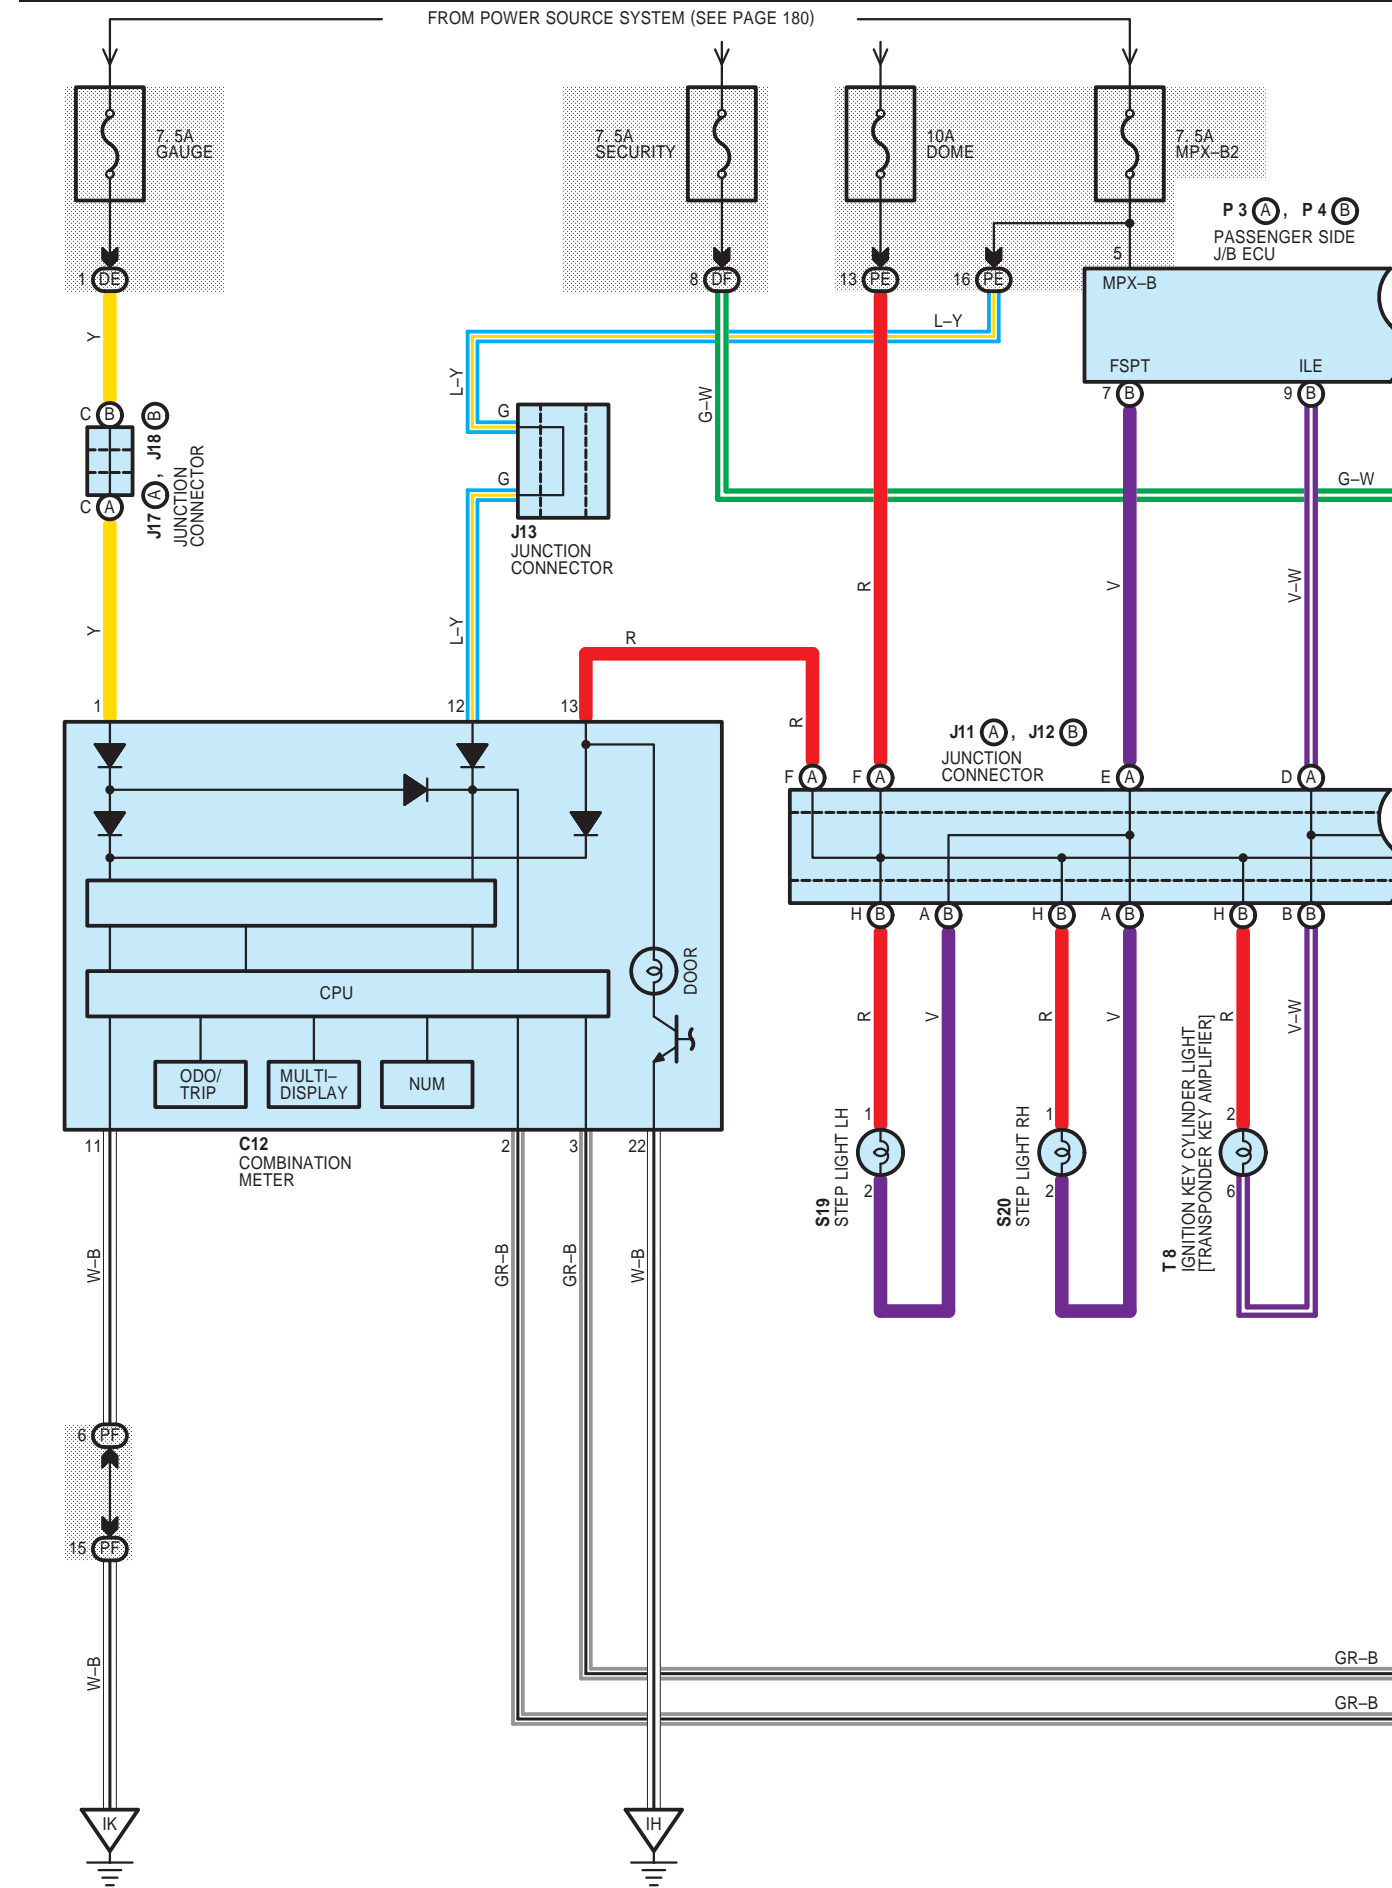 FROM POWER SOURCE SYSTEM (SEE PAGE 180)
7. 5A
GAUGE
7. 5A
SECURITY
10A
DOME
7. 5A
MPX–B2
P 3 A , P 4 B
PASSENGER SIDE
J/B ECU
1 DE
8 DF
13 PE
16 PE
5
MPX–B
FSPT
ILE
7 B
9 B
L–Y
Y
L–Y
G–W
C B
C A
J17 A , J18 B
JUNCTION
CONNECTOR
G
G
J13
JUNCTION
CONNECTOR
G–W
Y
L–Y
R
R
V
V–W
1
12
13
R
J11 A , J12 B
JUNCTION
CONNECTOR
F A
F A
E A
D A
H B
A B
H B
A B
H B
B B
CPU
DOOR
ODO/
TRIP
MULTI–
DISPLAY
NUM
R
V
R
V
R
V–W
11
C12
COMBINATION
METER
2
3
22
1
2
S19
STEP LIGHT LH
1
2
S20
STEP LIGHT RH
2
6
T 8
IGNITION KEY CYLINDER LIGHT
[TRANSPONDER KEY AMPLIFIER]
W–B
GR–B
GR–B
W–B
6 PF
15 PF
W–B
GR–B
GR–B
IK
IH